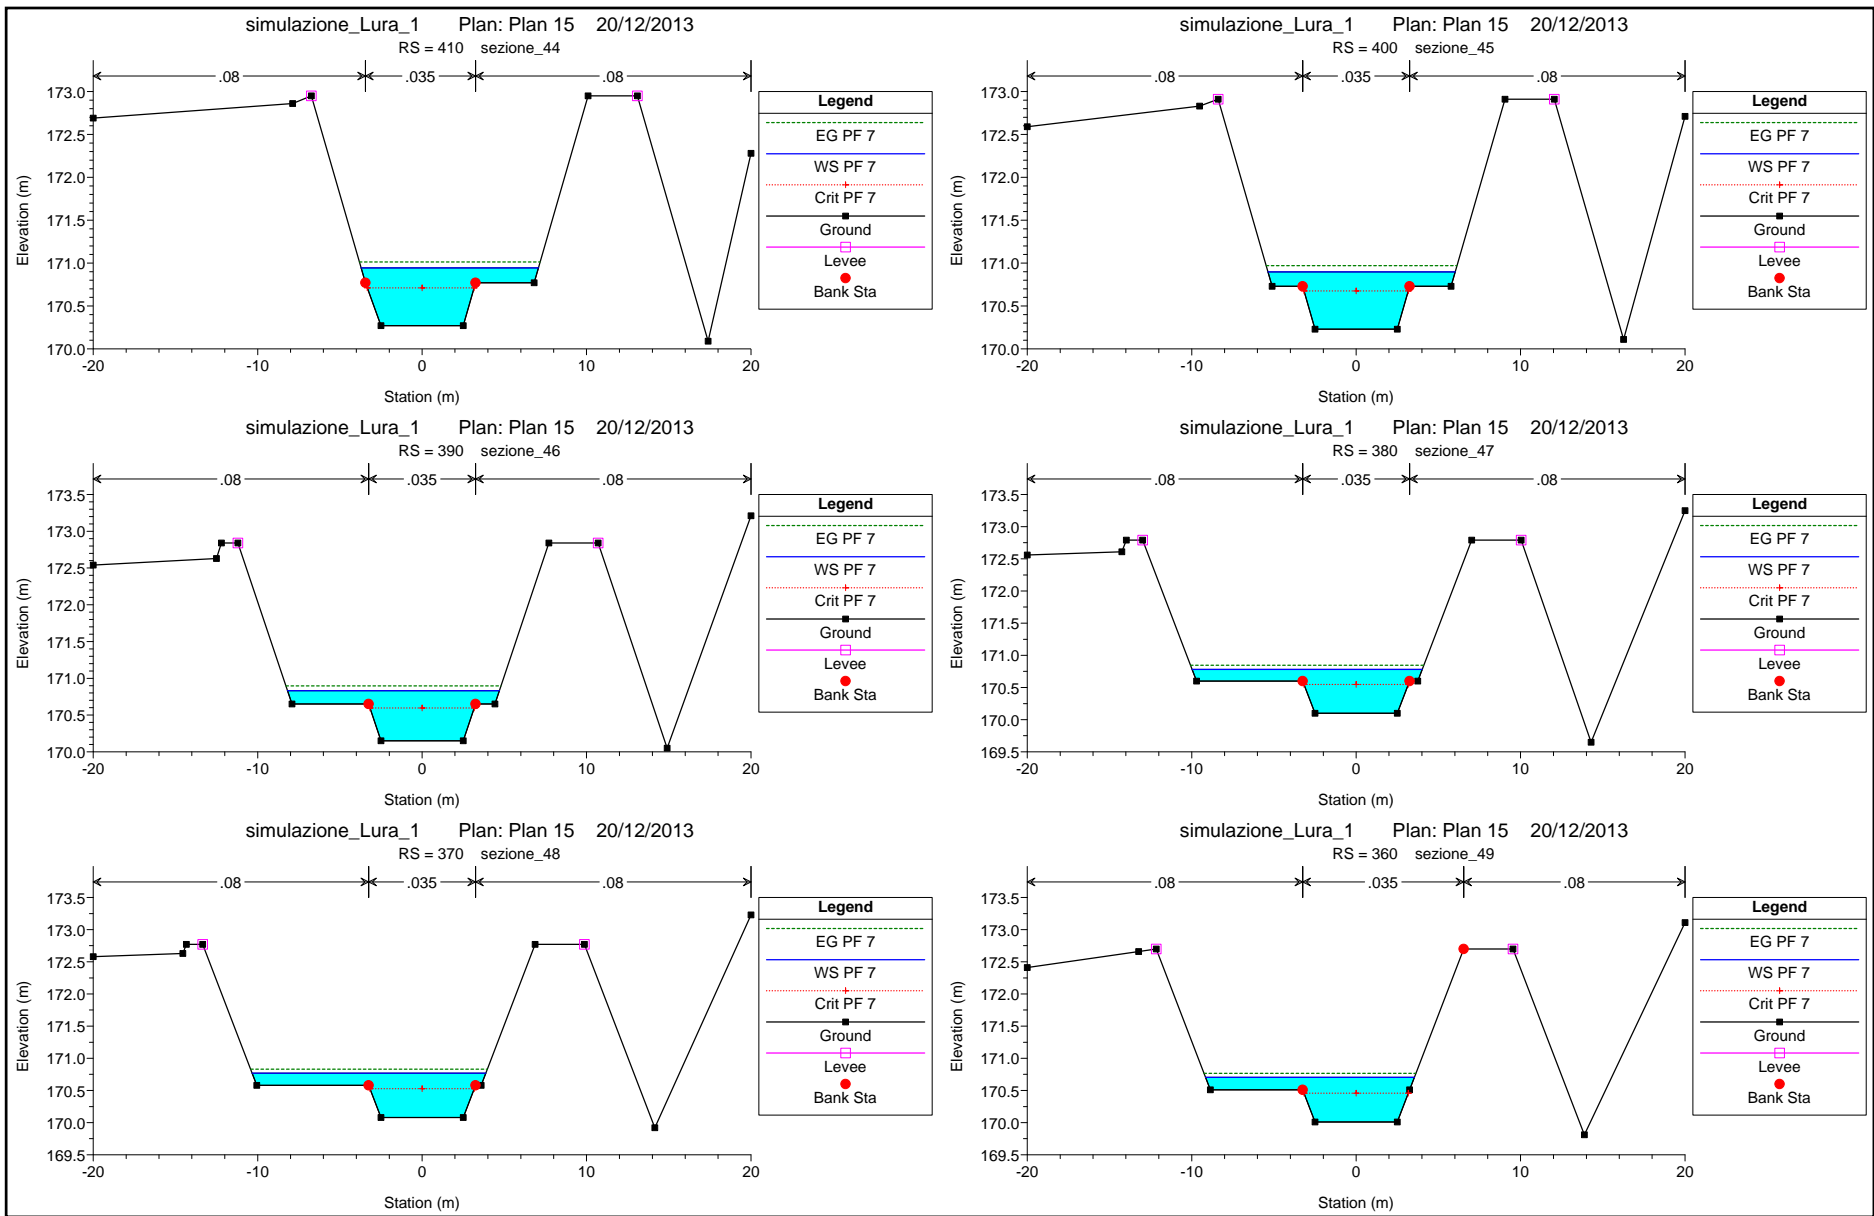 simulazione_Lura_1 Plan: Plan 15 20/12/2013
RS = 410 sezione_44
.08 .035 .08
173.0
172.5
172.0
171.5
171.0
170.5
170.0
-20 -10 0 10 20
Station (m)
Elevation (m)
Legend
EG PF 7
WS PF 7
Crit PF 7
Ground
Levee
Bank Sta
simulazione_Lura_1 Plan: Plan 15 20/12/2013
RS = 400 sezione_45
.08 .035 .08
173.0
172.5
172.0
171.5
171.0
170.5
170.0
-20 -10 0 10 20
Station (m)
Elevation (m)
Legend
EG PF 7
WS PF 7
Crit PF 7
Ground
Levee
Bank Sta
simulazione_Lura_1 Plan: Plan 15 20/12/2013
RS = 390 sezione_46
.08 .035 .08
173.5
173.0
172.5
172.0
171.5
171.0
170.5
170.0
-20 -10 0 10 20
Station (m)
Elevation (m)
Legend
EG PF 7
WS PF 7
Crit PF 7
Ground
Levee
Bank Sta
simulazione_Lura_1 Plan: Plan 15 20/12/2013
RS = 380 sezione_47
.08 .035 .08
173.5
173.0
172.5
172.0
171.5
171.0
170.5
170.0
169.5
-20 -10 0 10 20
Station (m)
Elevation (m)
Legend
EG PF 7
WS PF 7
Crit PF 7
Ground
Levee
Bank Sta
simulazione_Lura_1 Plan: Plan 15 20/12/2013
RS = 370 sezione_48
.08 .035 .08
173.5
173.0
172.5
172.0
171.5
171.0
170.5
170.0
169.5
-20 -10 0 10 20
Station (m)
Elevation (m)
Legend
EG PF 7
WS PF 7
Crit PF 7
Ground
Levee
Bank Sta
simulazione_Lura_1 Plan: Plan 15 20/12/2013
RS = 360 sezione_49
.08 .035 .08
173.5
173.0
172.5
172.0
171.5
171.0
170.5
170.0
169.5
-20 -10 0 10 20
Station (m)
Elevation (m)
Legend
EG PF 7
WS PF 7
Crit PF 7
Ground
Levee
Bank Sta